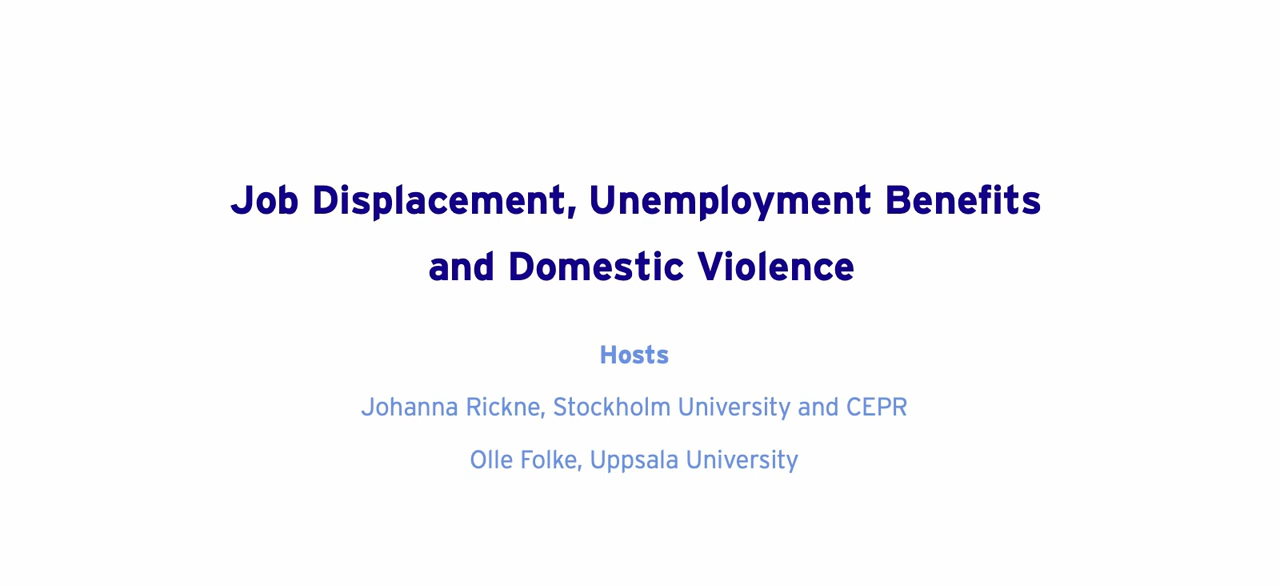 Job Displacement, Unemployment Benefits
and Domestic Violence
Hosts
Johanna Rickne, Stockholm University and CEPR
Olle Folke, Uppsala University